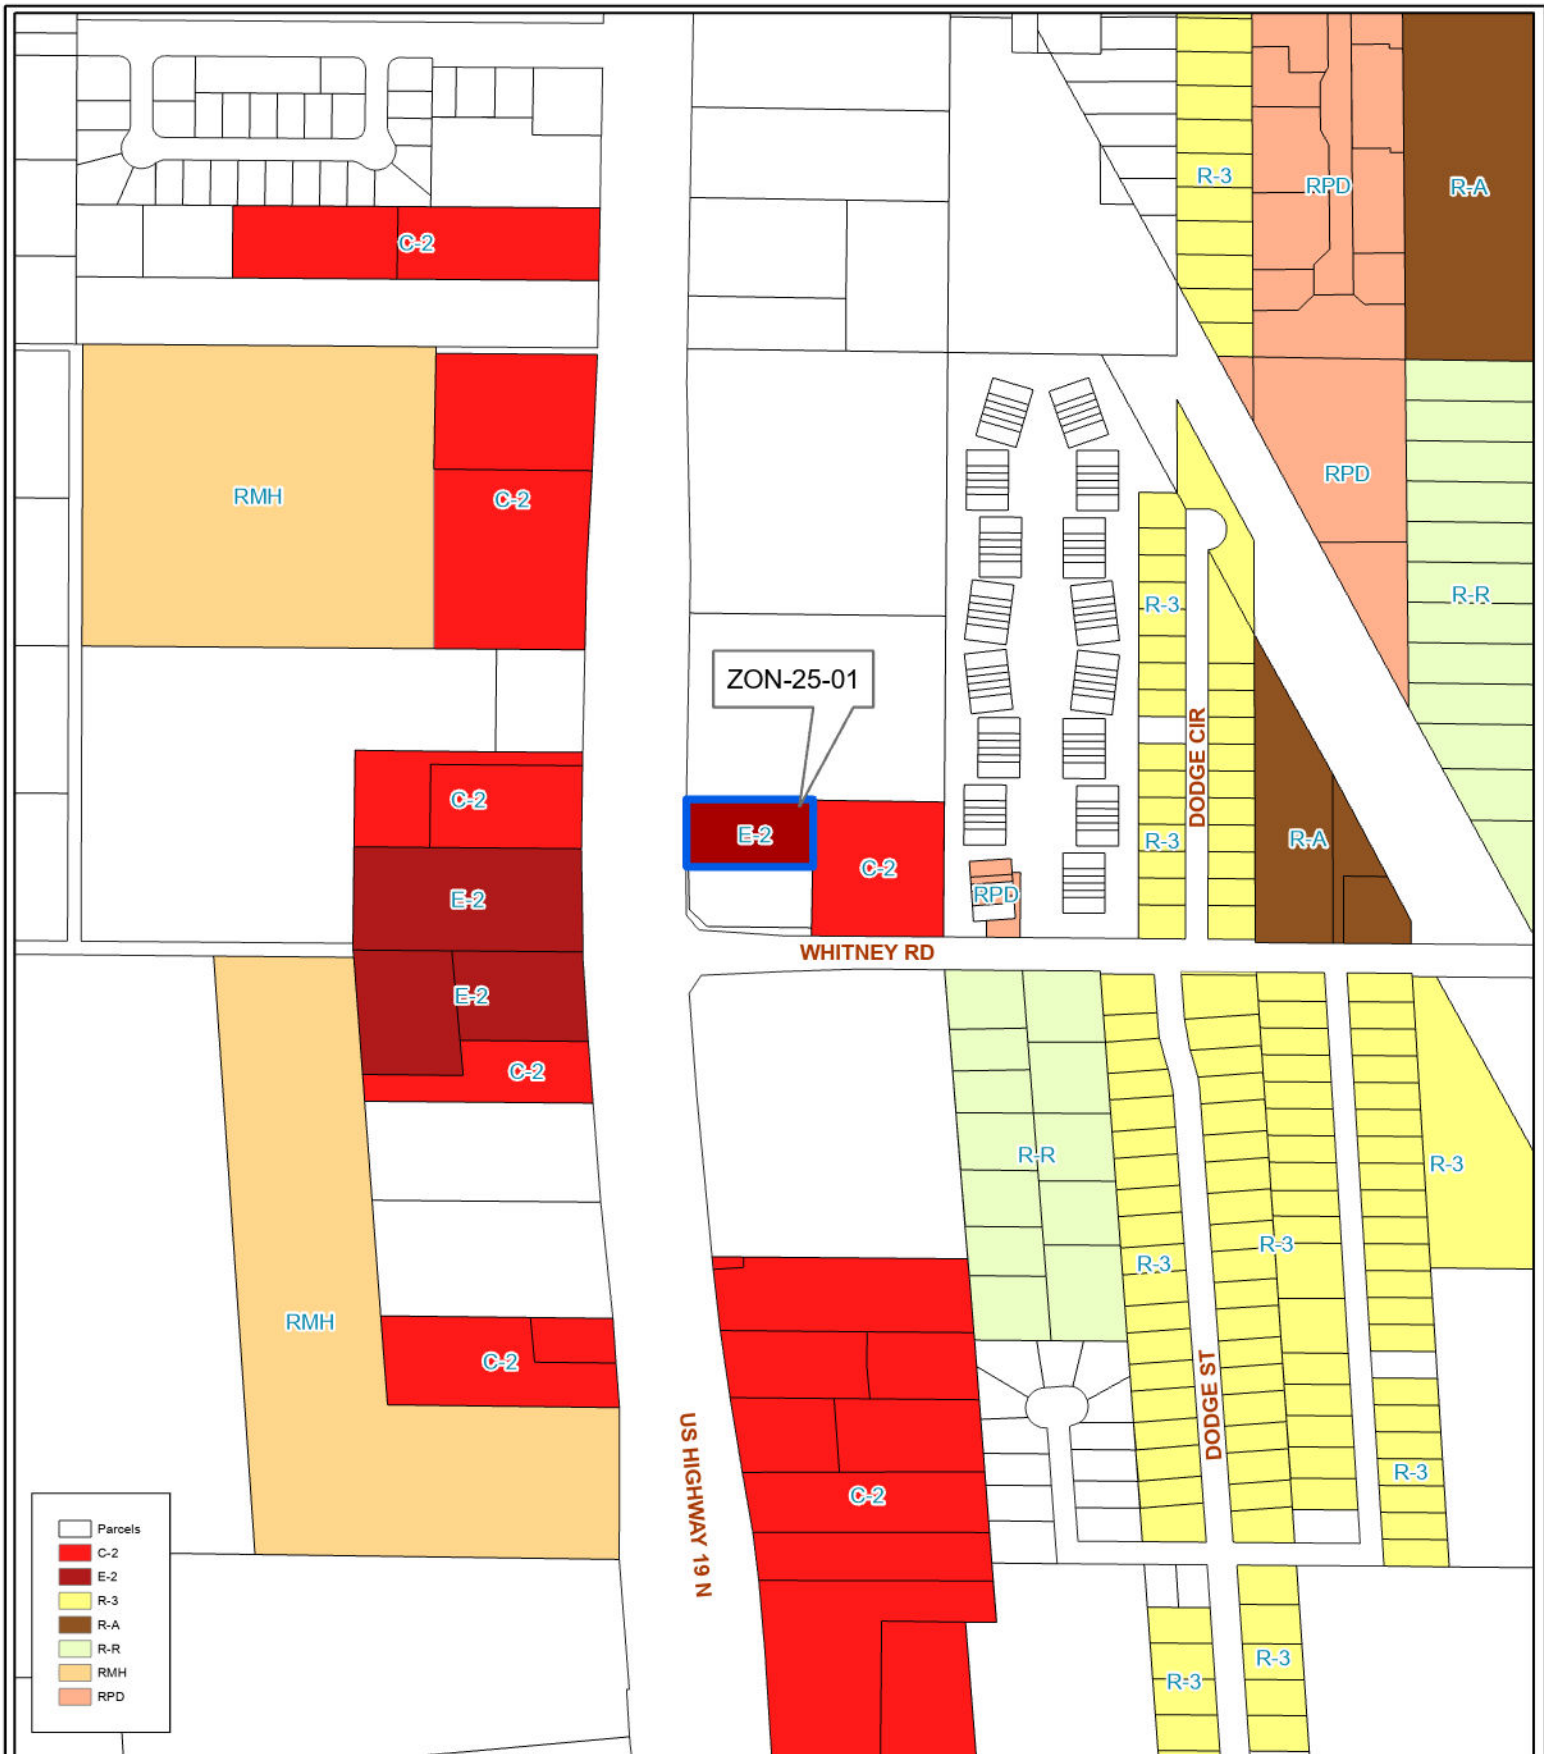 R-3
RPD
R-A
C-2
RPD
RMH
C-2
R-R
R-3
ZON-25-01
DODGE CIR
C-2
E-2
R-3
R-A
C-2
E-2
RPD
WHITNEY RD
E-2
C-2
R-R
R-3
R-3
R-3
RMH
C-2
DODGE ST
US HIGHWAY 19 N
R-3
C-2
R-3
R-3
Parcels
C-2
E-2
R-3
R-A
R-R
RMH
RPD